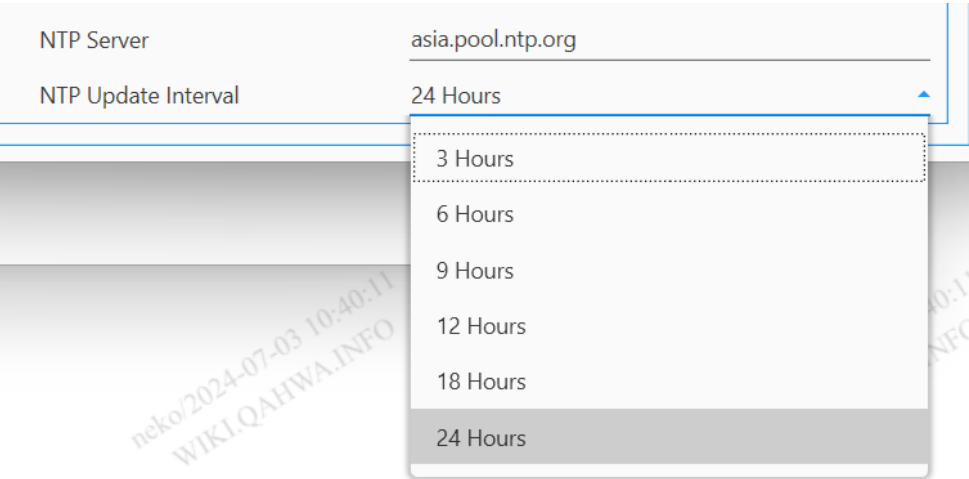 NTP Server
asia.pool.ntp.org
NTP Update Interval
24 Hours
3 Hours
6 Hours
9 Hours
12 Hours
18 Hours
24 Hours
neko/2024-07-03 10:40:11
WIKI.QAHWA.INFO